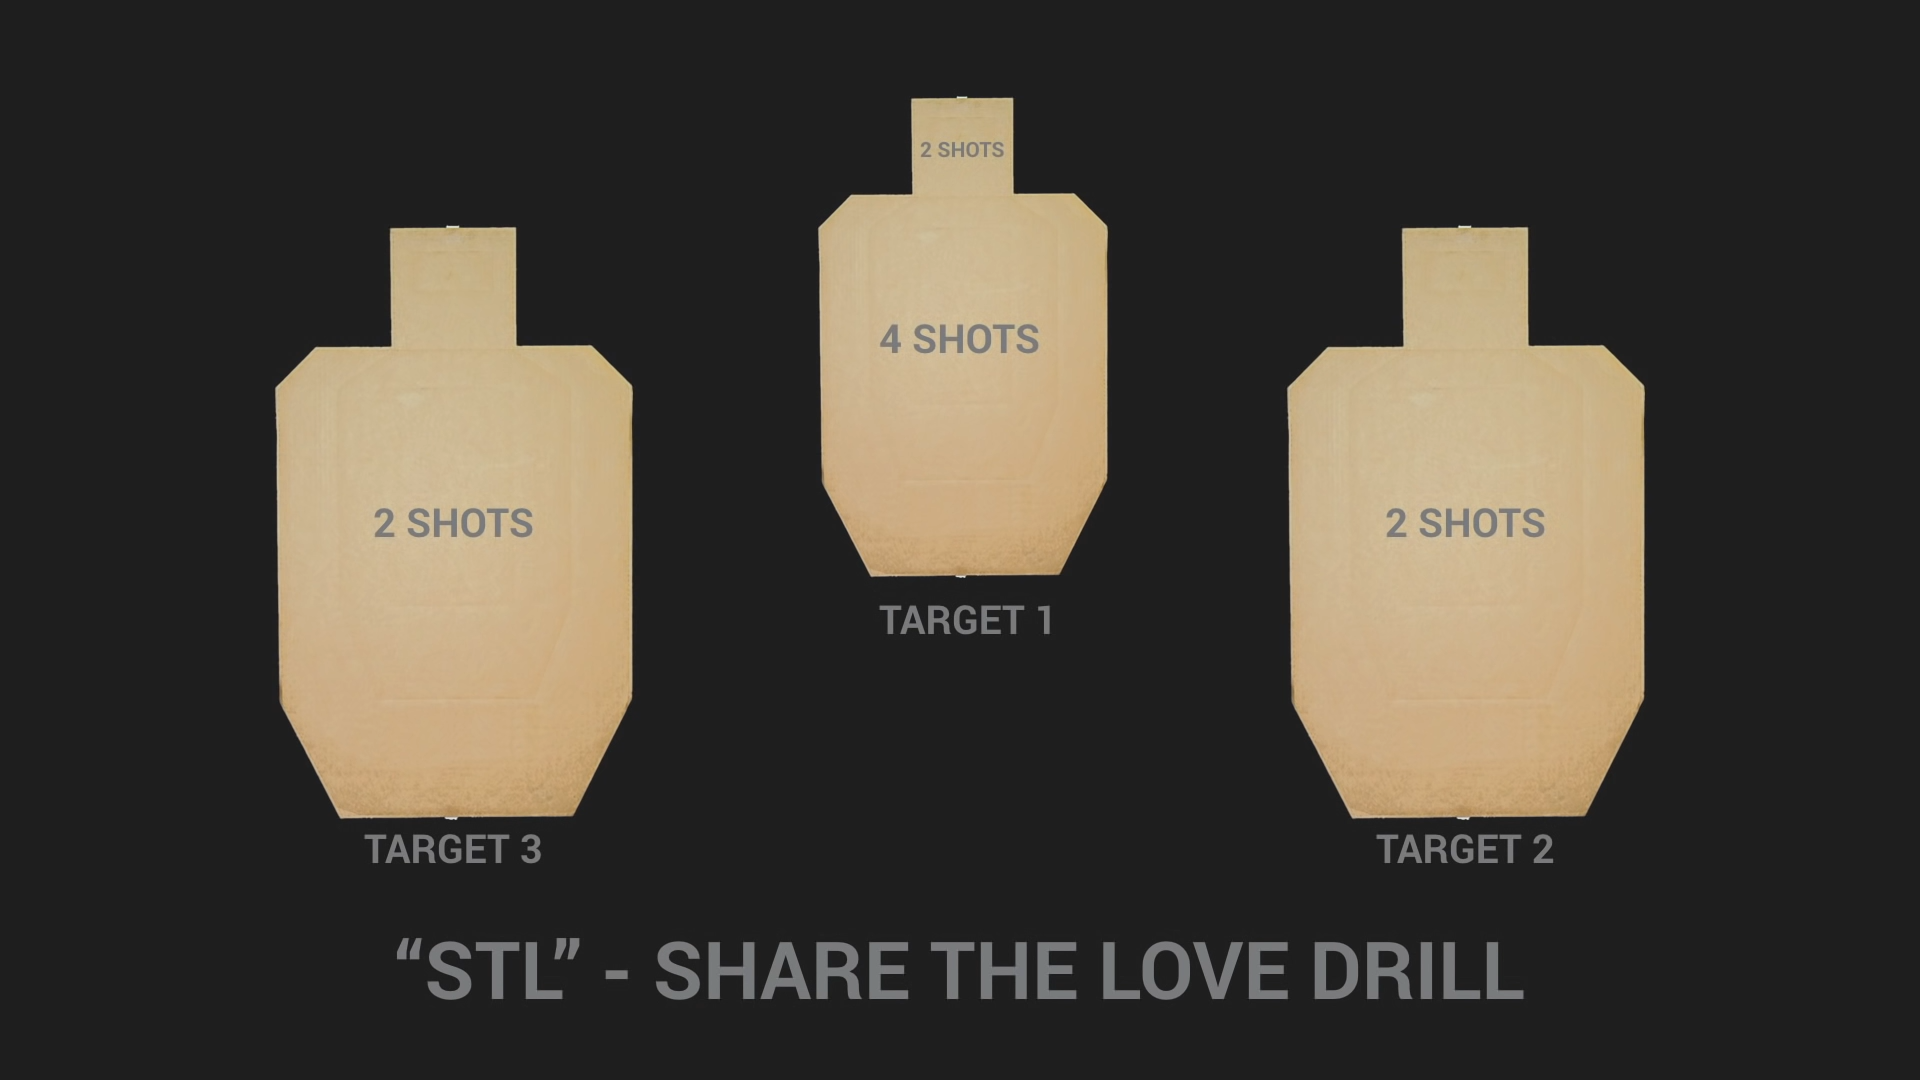 2 SHOTS
4 SHOTS
TARGET 1
2 SHOTS
TARGET 3
2 SHOTS
TARGET 2
“STL” - SHARE THE LOVE DRILL